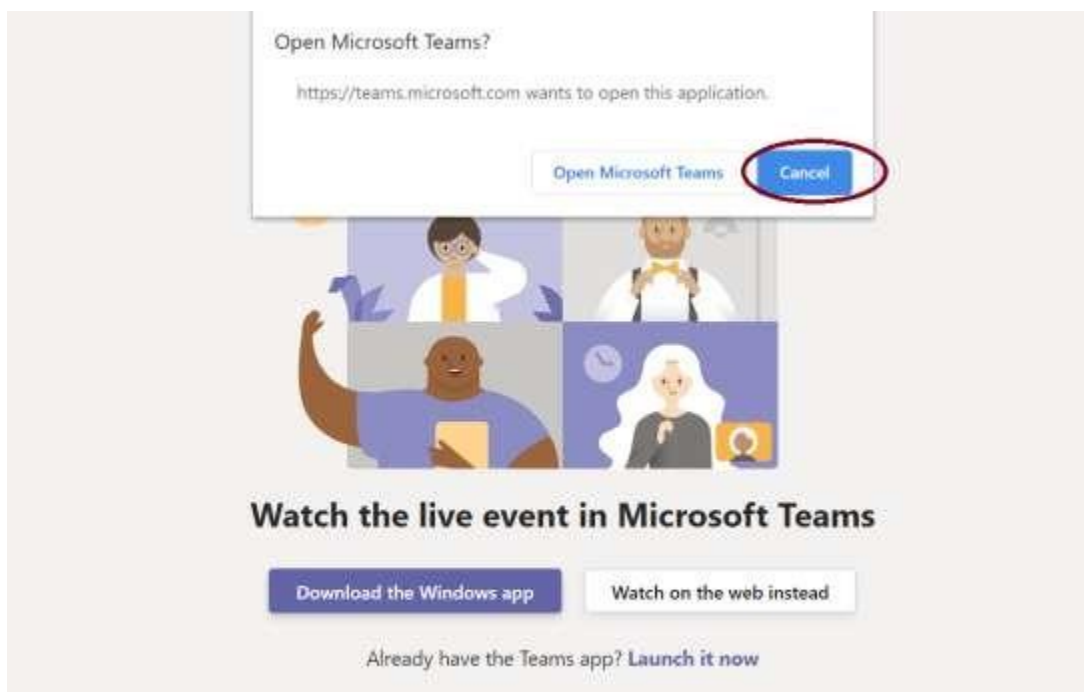 Open Microsoft Teams?
https://teams.microsoft.com wants to open this application.
Open Microsoft Teams
Cancel
Watch the live event in Microsoft Teams
Download the Windows app
Watch on the web instead
Already have the Teams app? Launch it now